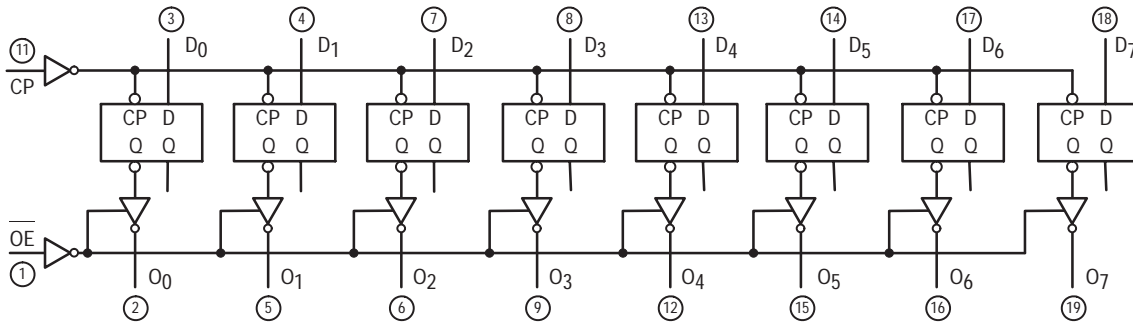 3 4 7 8 13 14 17 18
11 D0 D1 D2 D3 D4 D5 D6 D7
CP
CP D CP D CP D CP D CP D CP D CP D CP D
Q Q Q Q Q Q Q Q Q Q Q Q Q Q Q Q
OE
1 O0 O1 O2 O3 O4 O5 O6 O7
2 5 6 9 12 15 16 19